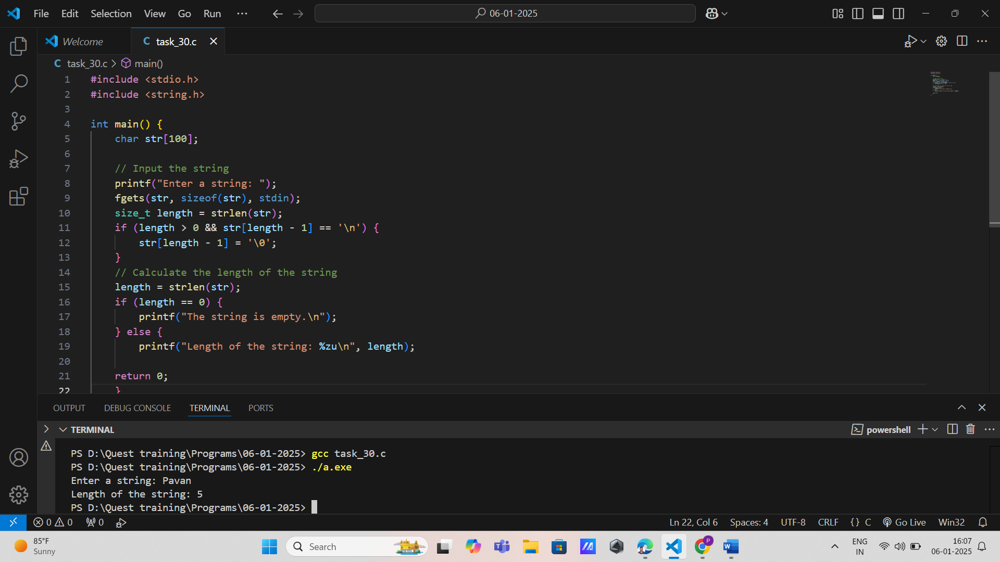 File Edit Selection View Go Run ··· 06-01-2025
Welcome C task_30.c
C task_30.c > main()
1 #include <stdio.h>
2 #include <string.h>
3
4 int main() {
5 char str[100];
6
7 // Input the string
8 printf("Enter a string: ");
9 fgets(str, sizeof(str), stdin);
10 size_t length = strlen(str);
11 if (length > 0 && str[length - 1] == '\n') {
12 str[length - 1] = '\0';
13 }
14 // Calculate the length of the string
15 length = strlen(str);
16 if (length == 0) {
17 printf("The string is empty.\n");
18 } else {
19 printf("Length of the string: %zu\n", length);
20
21 return 0;
22 }
OUTPUT DEBUG CONSOLE TERMINAL PORTS
TERMINAL powershell
PS D:\Quest training\Programs\06-01-2025> gcc task_30.c
PS D:\Quest training\Programs\06-01-2025> ./a.exe
Enter a string: Pavan
Length of the string: 5
PS D:\Quest training\Programs\06-01-2025>
0 0 0 Ln 22, Col 6 Spaces: 4 UTF-8 CRLF {} C Go Live Win32
85°F
Sunny
Search
P
W
ENG
IN
16:07
06-01-2025